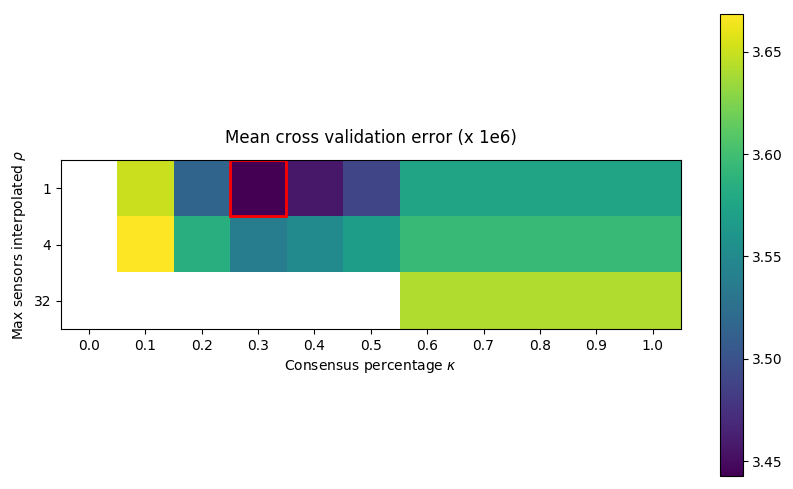 Mean cross validation error (x 1e6)
Max sensors interpolated ρ
1
4
32
0.0 0.1 0.2 0.3 0.4 0.5 0.6 0.7 0.8 0.9 1.0
Consensus percentage κ
3.65
3.60
3.55
3.50
3.45